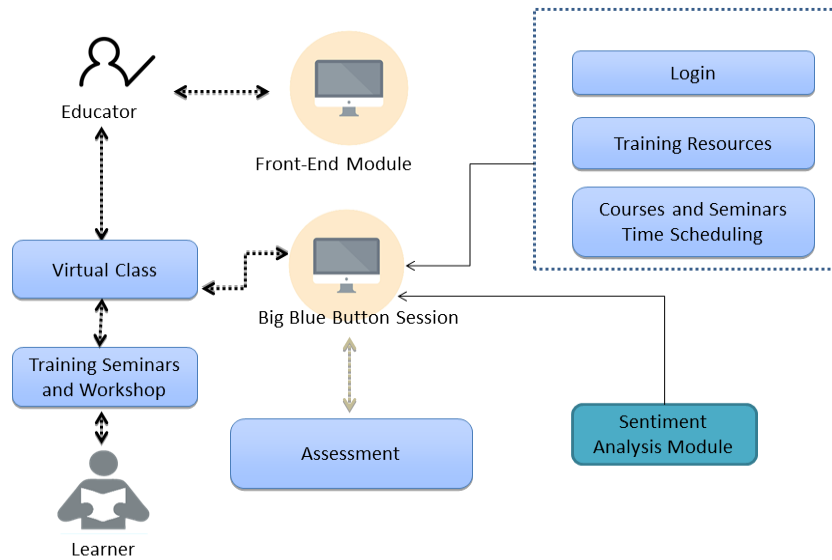 Educator
Front-End Module
Login
Training Resources
Courses and Seminars
Time Scheduling
Virtual Class
Big Blue Button Session
Training Seminars
and Workshop
Assessment
Sentiment
Analysis Module
Learner